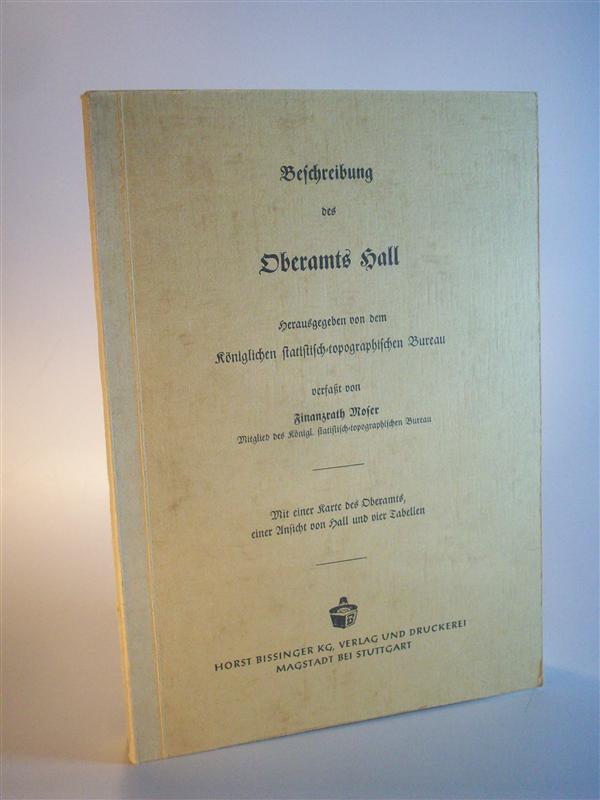 Beſchreibung
des
Oberamts Hall
Herausgegeben von dem
Königlichen ſtatiſtiſch-topographiſchen Bureau
verfaßt von
Finanzrath Moſer
Mitglied des Königl. ſtatiſtiſch-topographiſchen Bureau
Mit einer Karte des Oberamts,
einer Anſicht von Hall und vier Tabellen
HORST BISSINGER KG, VERLAG UND DRUCKEREI
MAGSTADT BEI STUTTGART